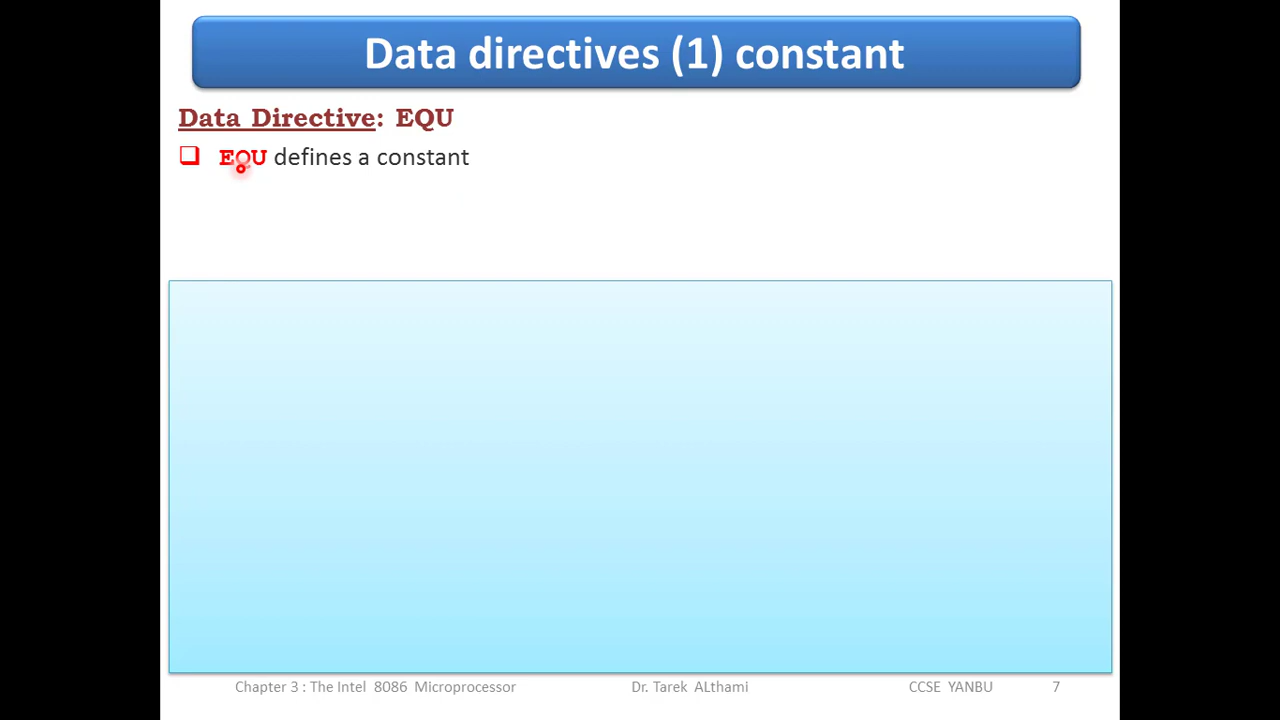 Data directives (1) constant
Data Directive: EQU
EQU defines a constant
Chapter 3 : The Intel 8086 Microprocessor Dr. Tarek ALthami CCSE YANBU 7